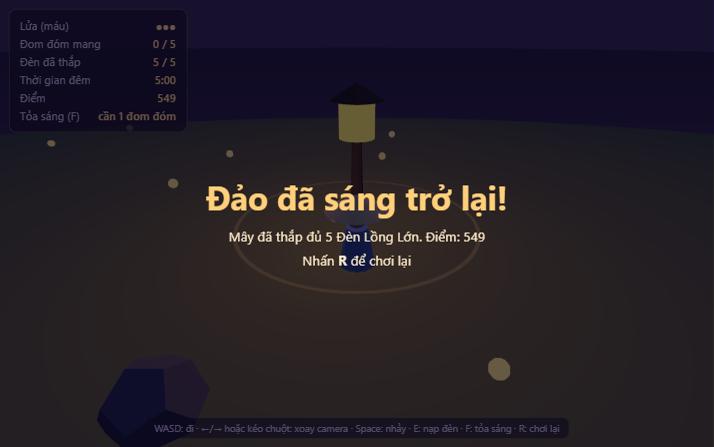 Lửa (máu) ●●●
Đom đóm mang 0 / 5
Đèn đã thắp 5 / 5
Thời gian đêm 5:00
Điểm 549
Tỏa sáng (F) cần 1 đom đóm
Đảo đã sáng trở lại!
Mây đã thắp đủ 5 Đèn Lồng Lớn. Điểm: 549
Nhấn R để chơi lại
WASD: đi · ←/→ hoặc kéo chuột: xoay camera · Space: nhảy · E: nạp đèn · F: tỏa sáng · R: chơi lại